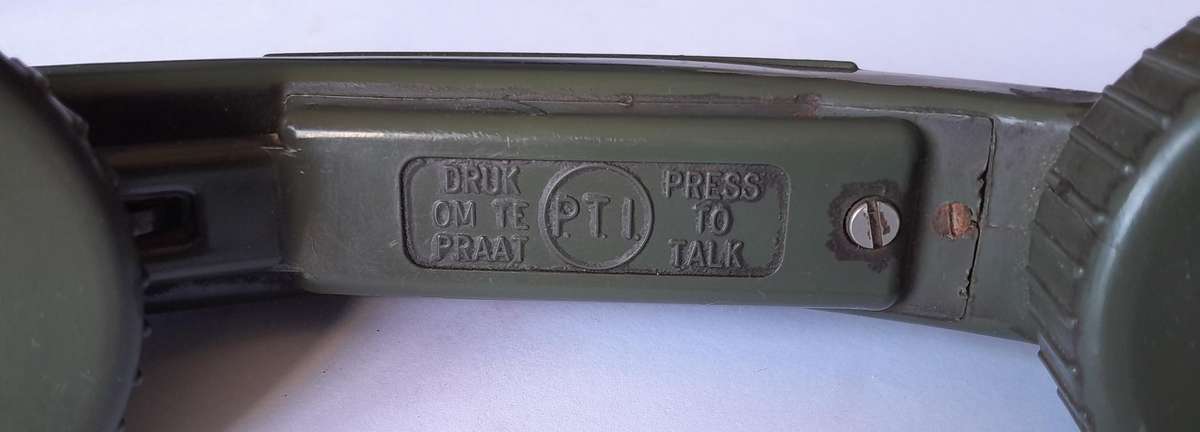 DRUK
OM TE
PRAAT
P.T.I.
PRESS
TO
TALK